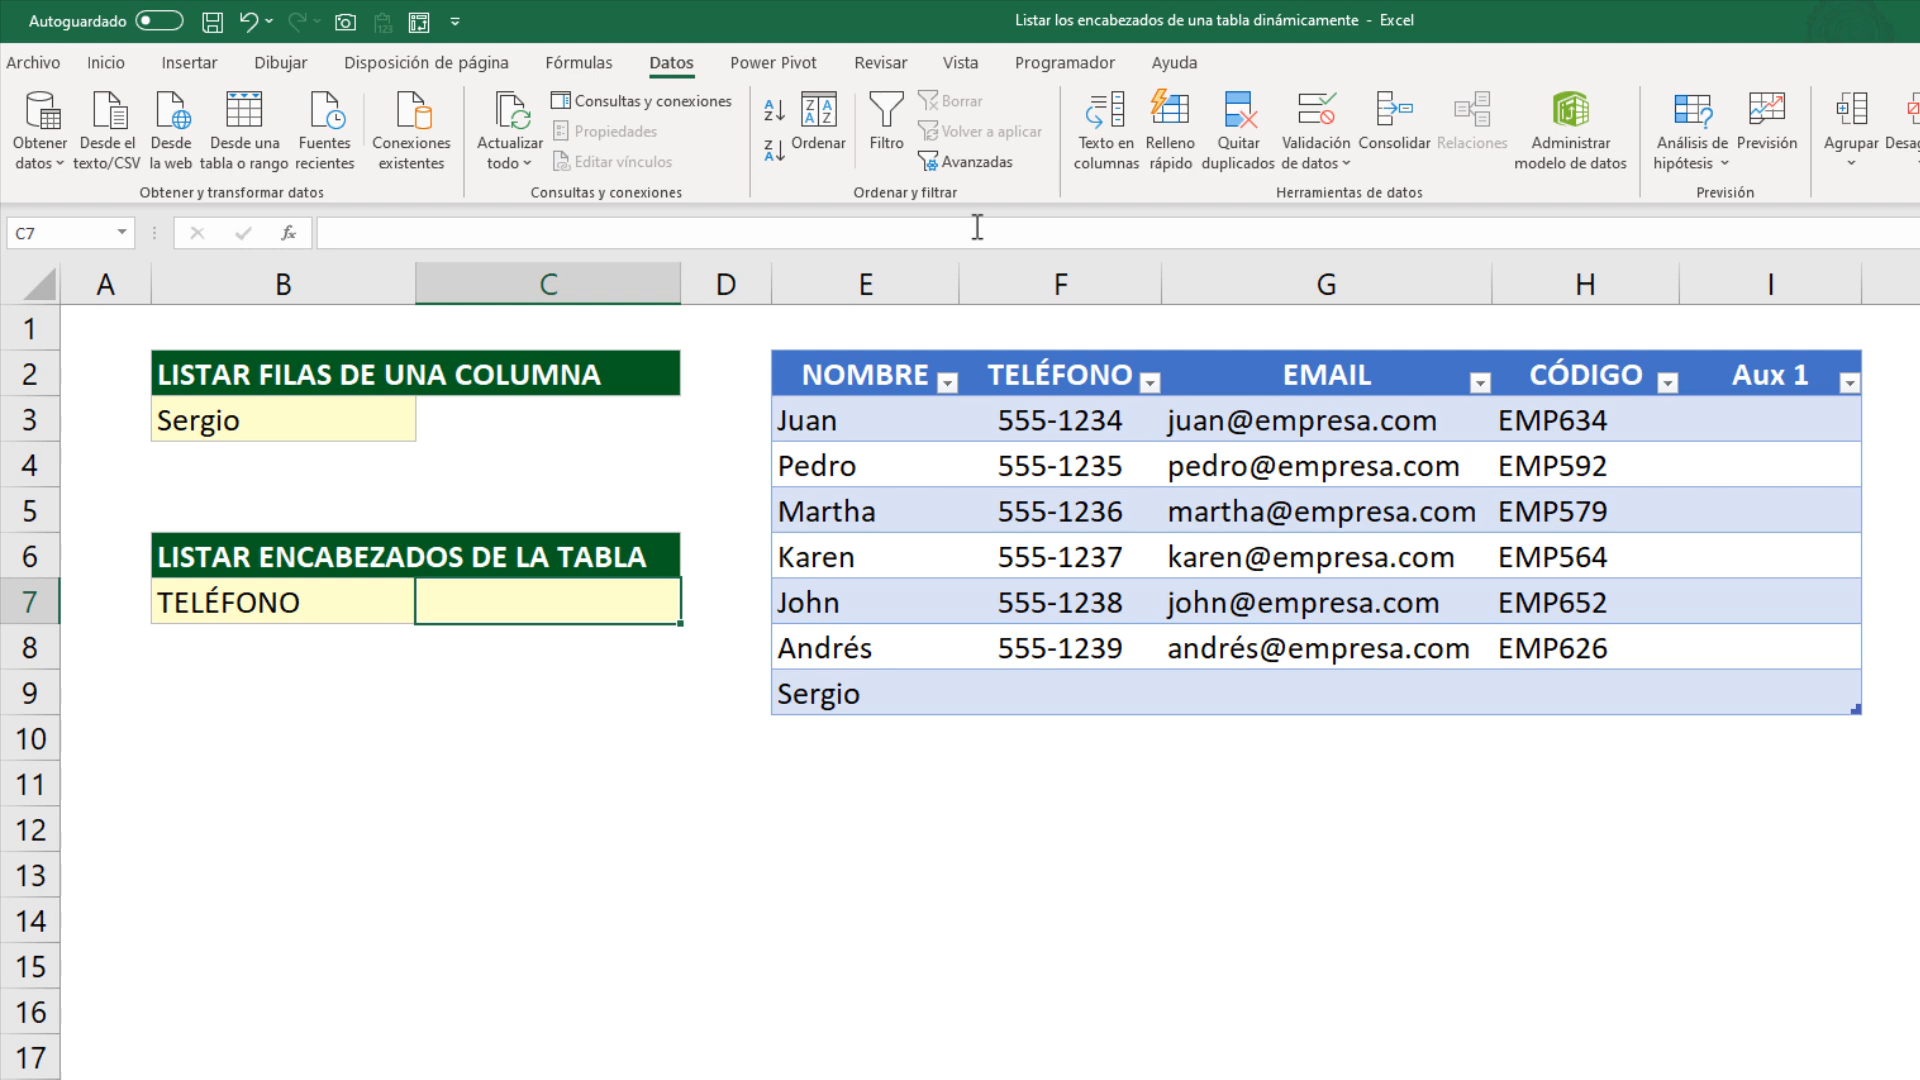 Autoguardado
Listar los encabezados de una tabla dinámicamente - Excel
Archivo Inicio Insertar Dibujar Disposición de página Fórmulas Datos Power Pivot Revisar Vista Programador Ayuda
Obtener datos
Desde el texto/CSV
Desde la web
Desde una tabla o rango
Fuentes recientes
Conexiones existentes
Obtener y transformar datos
Actualizar todo
Consultas y conexiones
Propiedades
Editar vínculos
Consultas y conexiones
Ordenar
Filtro
Borrar
Volver a aplicar
Avanzadas
Ordenar y filtrar
Texto en columnas
Relleno rápido
Quitar duplicados
Validación de datos
Consolidar
Relaciones
Administrar modelo de datos
Herramientas de datos
Análisis de hipótesis
Previsión
Previsión
Agrupar
Desag
C7
fx
A B C D E F G H I
1
2 LISTAR FILAS DE UNA COLUMNA NOMBRE TELÉFONO EMAIL CÓDIGO Aux 1
3 Sergio Juan 555-1234 juan@empresa.com EMP634
4 Pedro 555-1235 pedro@empresa.com EMP592
5 Martha 555-1236 martha@empresa.com EMP579
6 LISTAR ENCABEZADOS DE LA TABLA Karen 555-1237 karen@empresa.com EMP564
7 TELÉFONO John 555-1238 john@empresa.com EMP652
8 Andrés 555-1239 andrés@empresa.com EMP626
9 Sergio
10
11
12
13
14
15
16
17